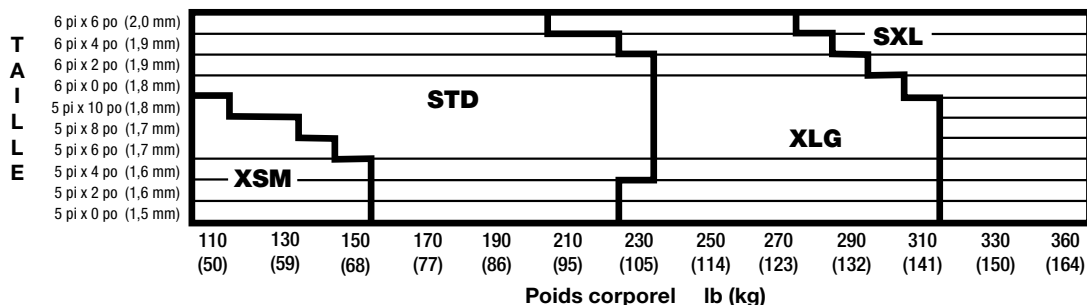 TAILLE
6 pi x 6 po (2,0 mm)
6 pi x 4 po (1,9 mm)
6 pi x 2 po (1,9 mm)
6 pi x 0 po (1,8 mm)
5 pi x 10 po (1,8 mm)
5 pi x 8 po (1,7 mm)
5 pi x 6 po (1,7 mm)
5 pi x 4 po (1,6 mm)
5 pi x 2 po (1,6 mm)
5 pi x 0 po (1,5 mm)
SXL
STD
XLG
XSM
110 130 150 170 190 210 230 250 270 290 310 330 360
(50) (59) (68) (77) (86) (95) (105) (114) (123) (132) (141) (150) (164)
Poids corporel lb (kg)